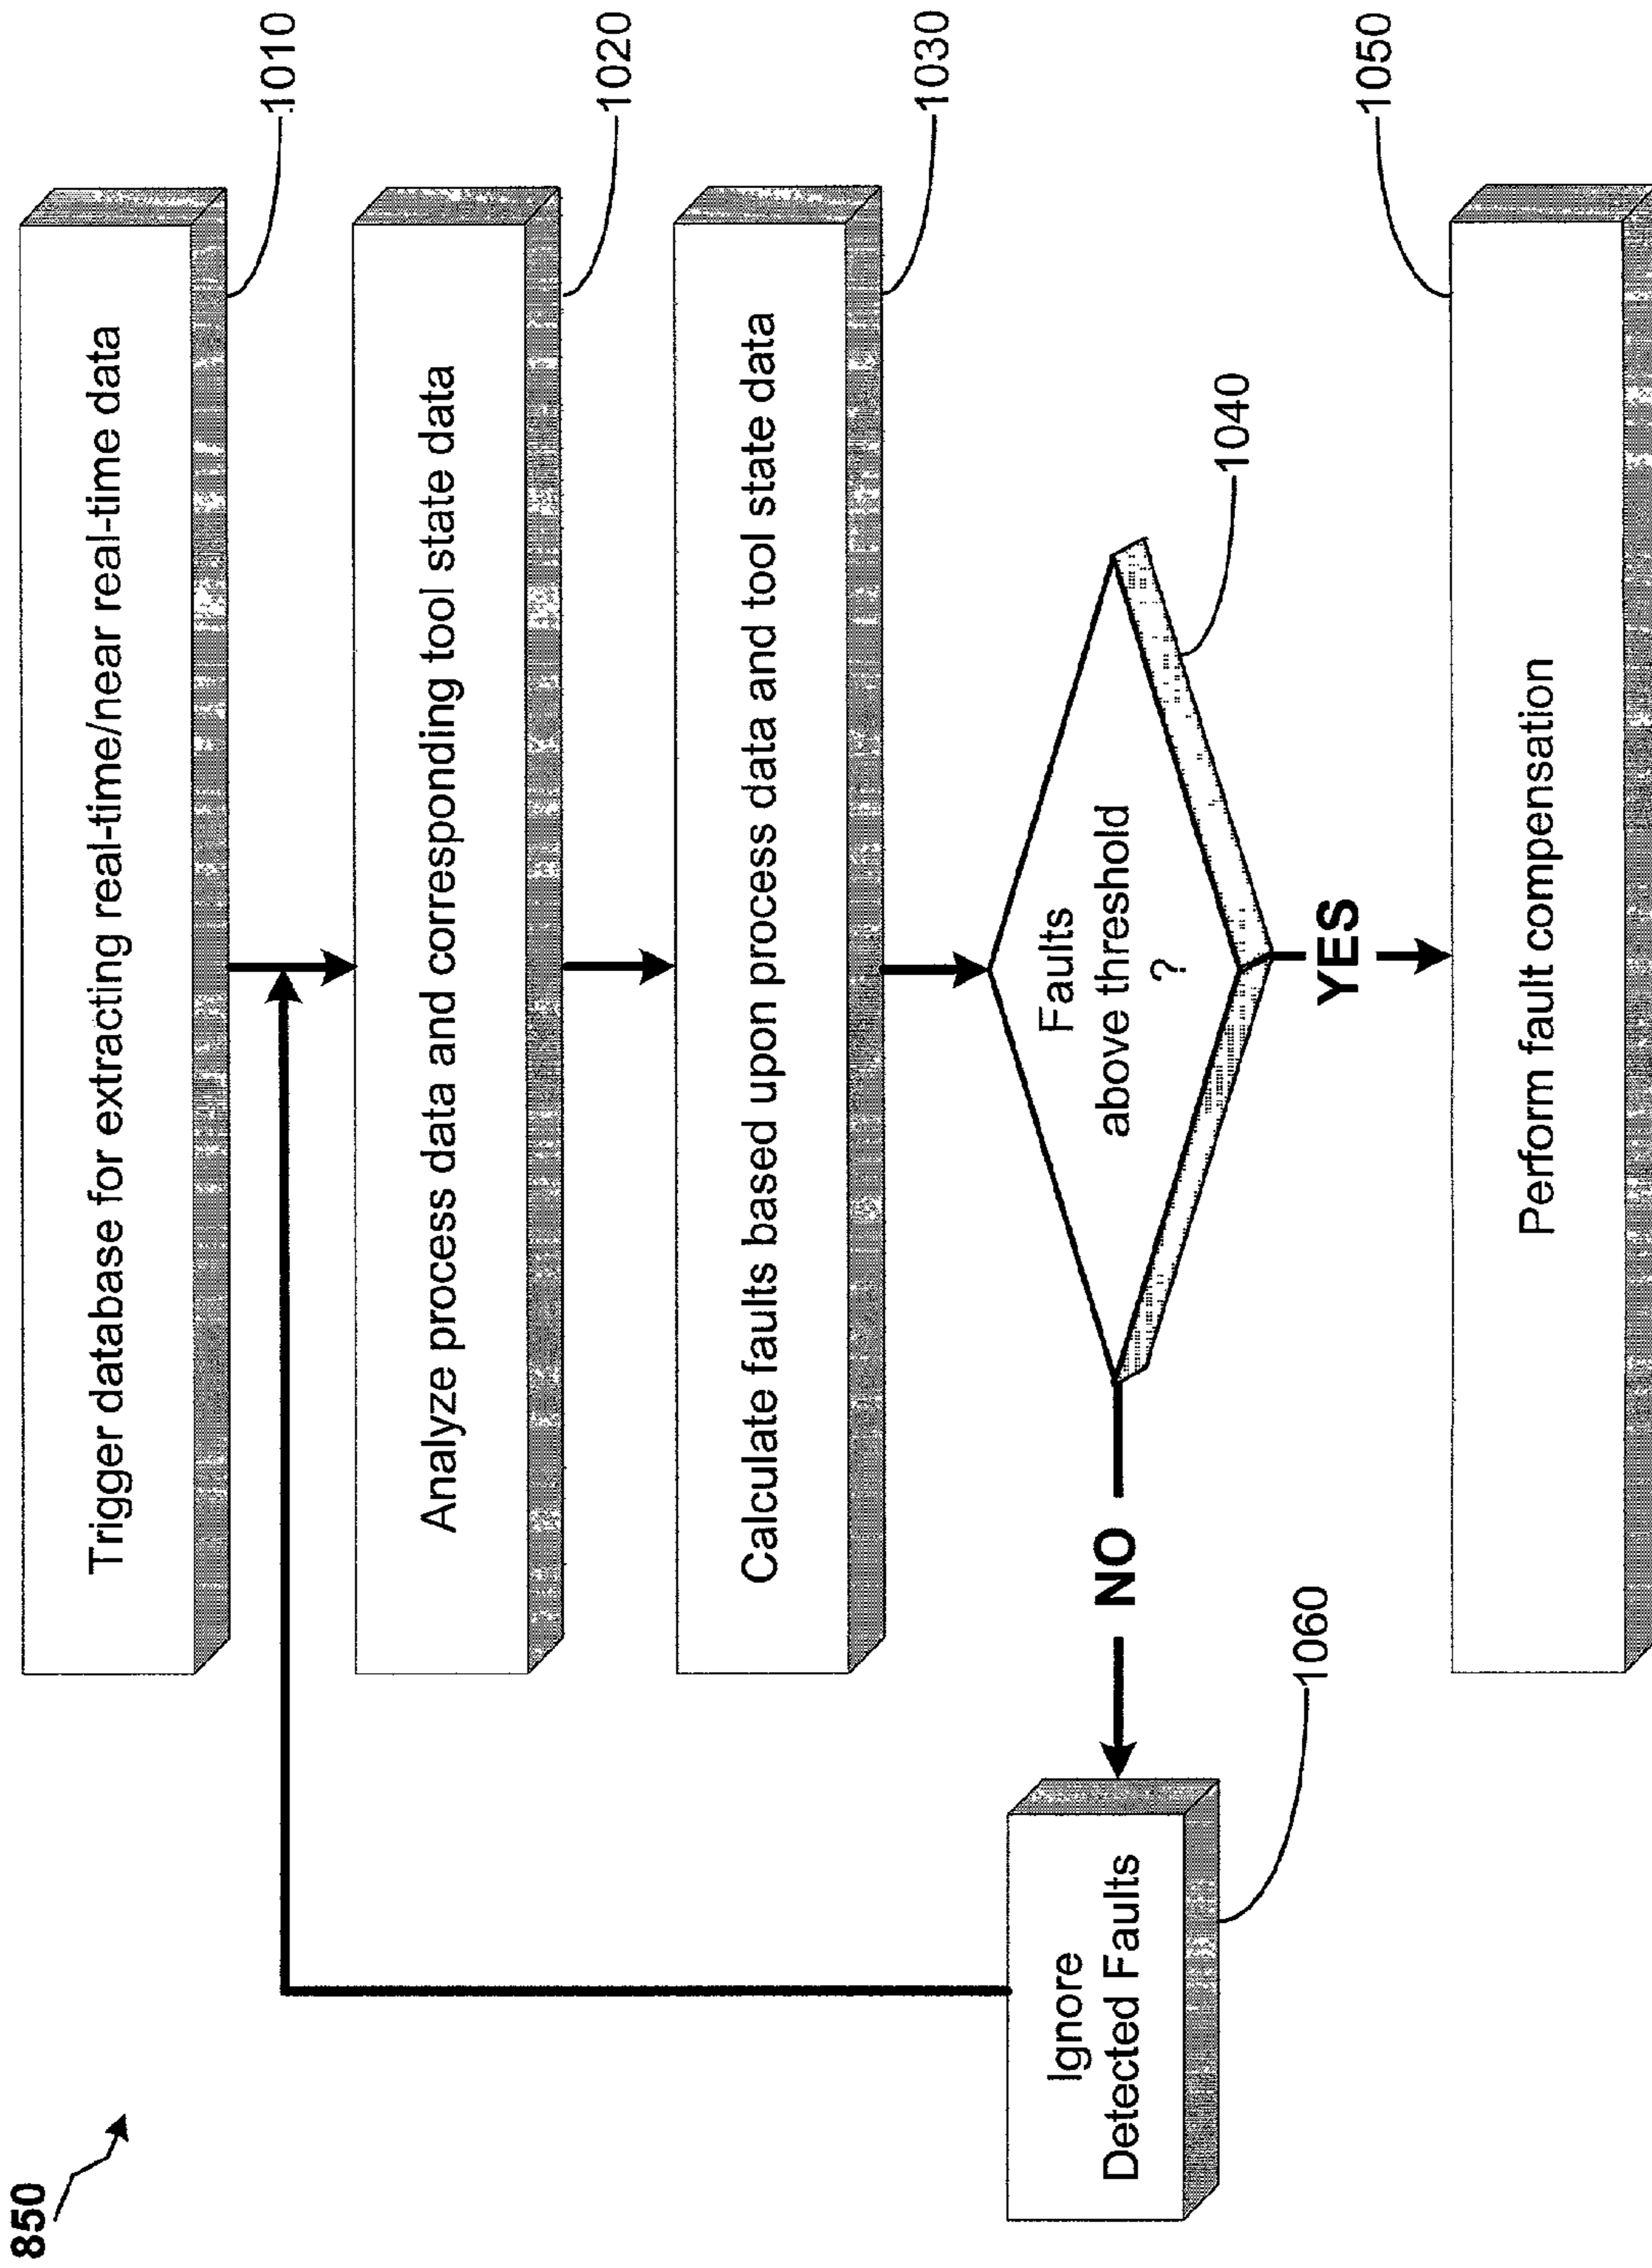 850
Trigger database for extracting real-time/near real-time data
1010
Analyze process data and corresponding tool state data
1020
Calculate faults based upon process data and tool state data
1030
Faults
above threshold
?
1040
NO
Ignore
Detected Faults
1060
YES
Perform fault compensation
1050